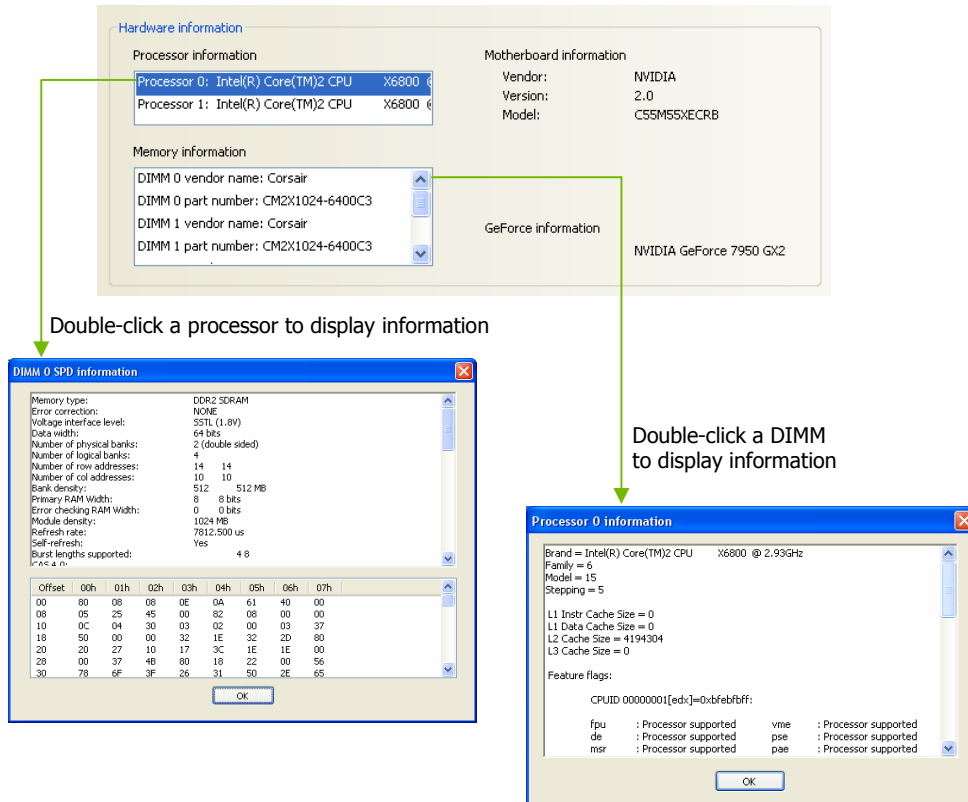 Hardware information
Processor information
Processor 0: Intel(R) Core(TM)2 CPU X6800 @
Processor 1: Intel(R) Core(TM)2 CPU X6800 @
Motherboard information
Vendor: NVIDIA
Version: 2.0
Model: C55M55XECRB
Memory information
DIMM 0 vendor name: Corsair
DIMM 0 part number: CM2X1024-6400C3
DIMM 1 vendor name: Corsair
DIMM 1 part number: CM2X1024-6400C3
GeForce information
NVIDIA GeForce 7950 GX2
Double-click a processor to display information
DIMM 0 SPD information
Memory type: DDR2 SDRAM
Error correction: NONE
Voltage interface level: SSTL (1.8V)
Data width: 64 bits
Number of physical banks: 2 (double sided)
Number of logical banks: 4
Number of row addresses: 14 14
Number of col addresses: 10 10
Bank density: 512 512 MB
Primary RAM Width: 8 8 bits
Error checking RAM Width: 0 0 bits
Module density: 1024 MB
Refresh rate: 7812.500 us
Self-refresh: Yes
Burst lengths supported: 4 8
CAS 4.0:
Offset 00h 01h 02h 03h 04h 05h 06h 07h
00 80 08 08 0E 0A 61 40 00
08 05 25 45 00 82 08 00 00
10 0C 04 30 03 02 00 03 37
18 50 00 00 32 1E 32 2D 80
20 20 27 10 17 3C 1E 1E 00
28 00 37 4B 80 18 22 00 56
30 78 6F 3F 26 31 50 2E 65
OK
Double-click a DIMM
to display information
Processor 0 information
Brand = Intel(R) Core(TM)2 CPU X6800 @ 2.93GHz
Family = 6
Model = 15
Stepping = 5
L1 Instr Cache Size = 0
L1 Data Cache Size = 0
L2 Cache Size = 4194304
L3 Cache Size = 0
Feature flags:
CPUID 00000001[edx]=0xbfebfbff:
fpu : Processor supported vme : Processor supported
de : Processor supported pse : Processor supported
msr : Processor supported pae : Processor supported
OK